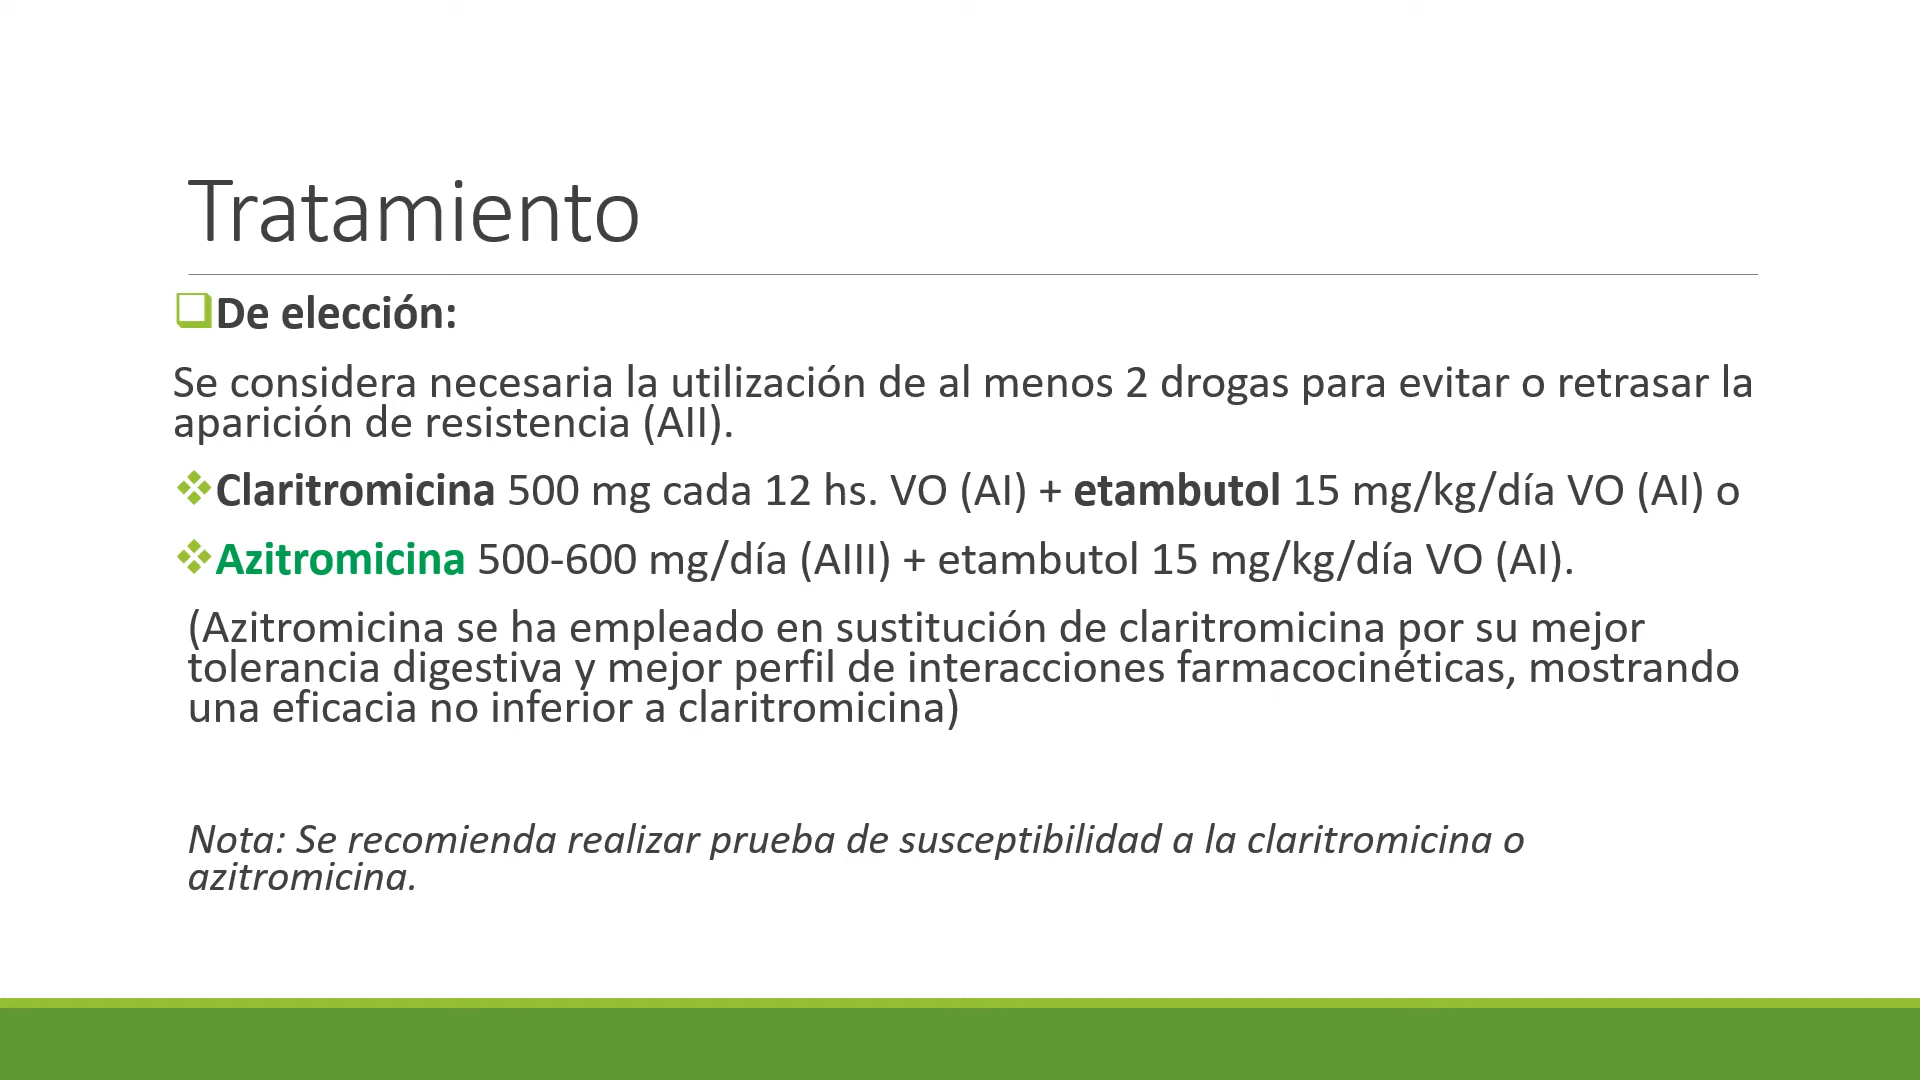 Tratamiento
De elección:
Se considera necesaria la utilización de al menos 2 drogas para evitar o retrasar la
aparición de resistencia (AII).
Claritromicina 500 mg cada 12 hs. VO (AI) + etambutol 15 mg/kg/día VO (AI) o
Azitromicina 500-600 mg/día (AIII) + etambutol 15 mg/kg/día VO (AI).
(Azitromicina se ha empleado en sustitución de claritromicina por su mejor
tolerancia digestiva y mejor perfil de interacciones farmacocinéticas, mostrando
una eficacia no inferior a claritromicina)
Nota: Se recomienda realizar prueba de susceptibilidad a la claritromicina o
azitromicina.